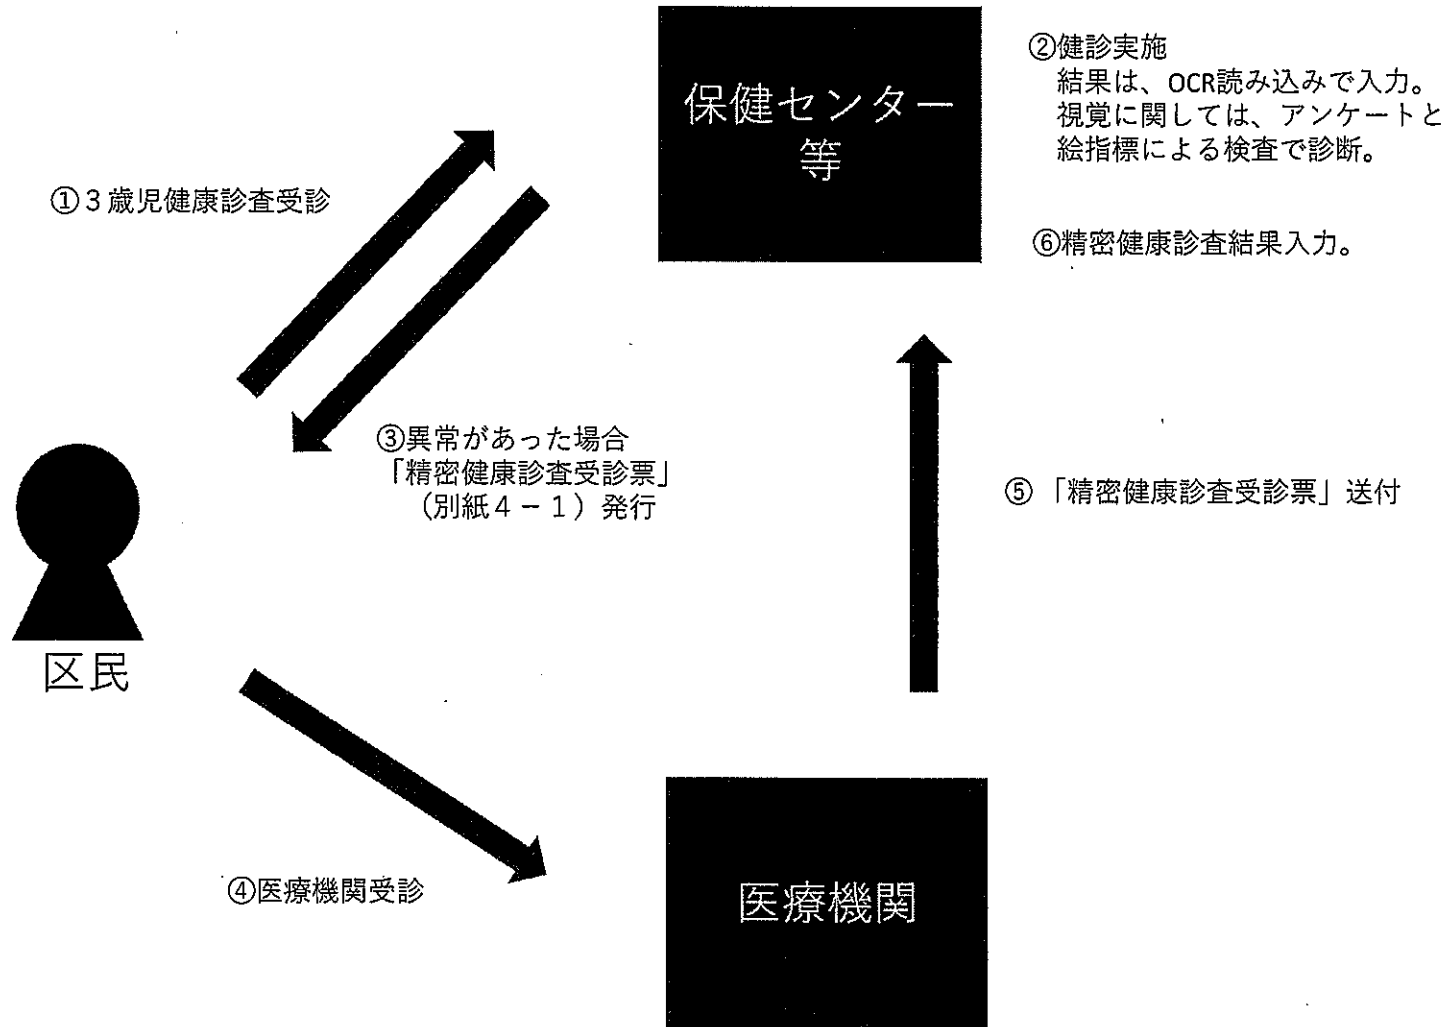 保健センター
等
②健診実施
結果は、OCR読み込みで入力。
視覚に関しては、アンケートと
絵指標による検査で診断。
①３歳児健康診査受診
⑥精密健康診査結果入力。
③異常があった場合
「精密健康診査受診票」
（別紙４－１）発行
⑤「精密健康診査受診票」送付
区民
④医療機関受診
医療機関